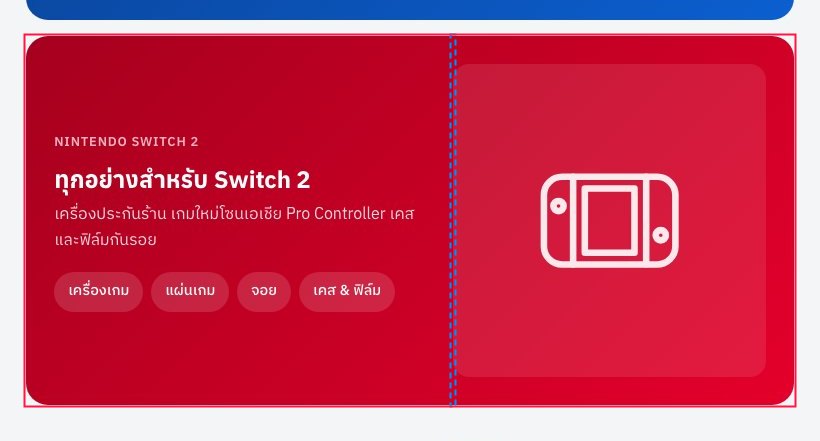 NINTENDO SWITCH 2
ทุกอย่างสำหรับ Switch 2
เครื่องประกันร้าน เกมใหม่โซนเอเชีย Pro Controller เคส
และฟิล์มกันรอย
เครื่องเกม
แผ่นเกม
จอย
เคส & ฟิล์ม